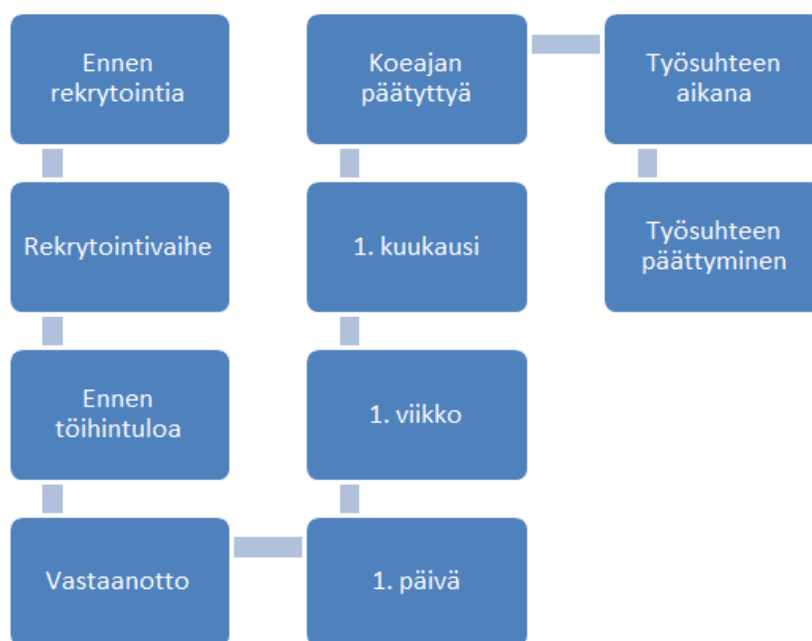 Ennen
rekrytointia
Rekrytointivaihe
Ennen
töihintuloa
Vastaanotto
1. päivä
1. viikko
1. kuukausi
Koeajan
päätyttyä
Työsuhteen
aikana
Työsuhteen
päättyminen